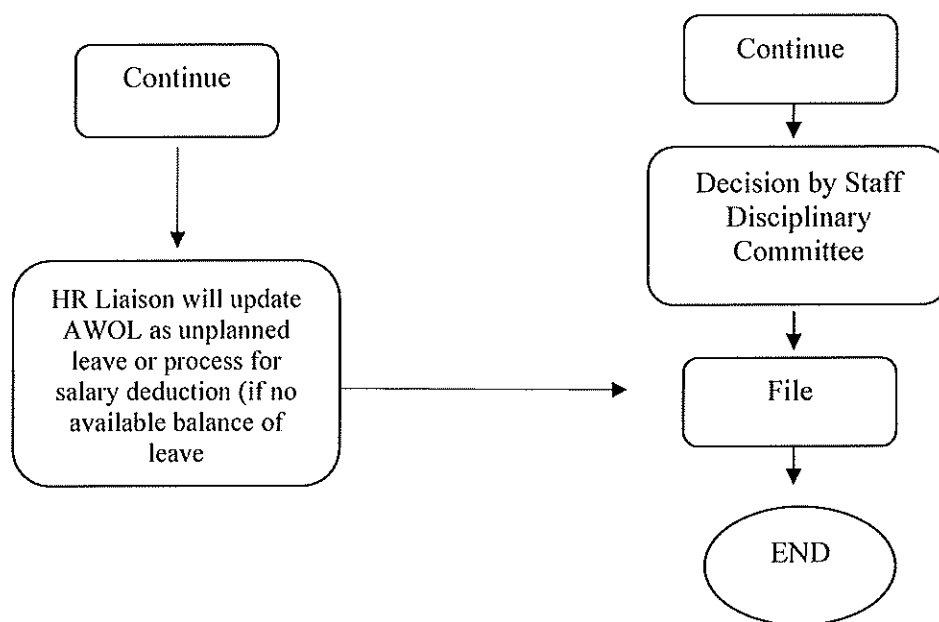 Continue
HR Liaison will update
AWOL as unplanned
leave or process for
salary deduction (if no
available balance of
leave
Continue
Decision by Staff
Disciplinary
Committee
File
END